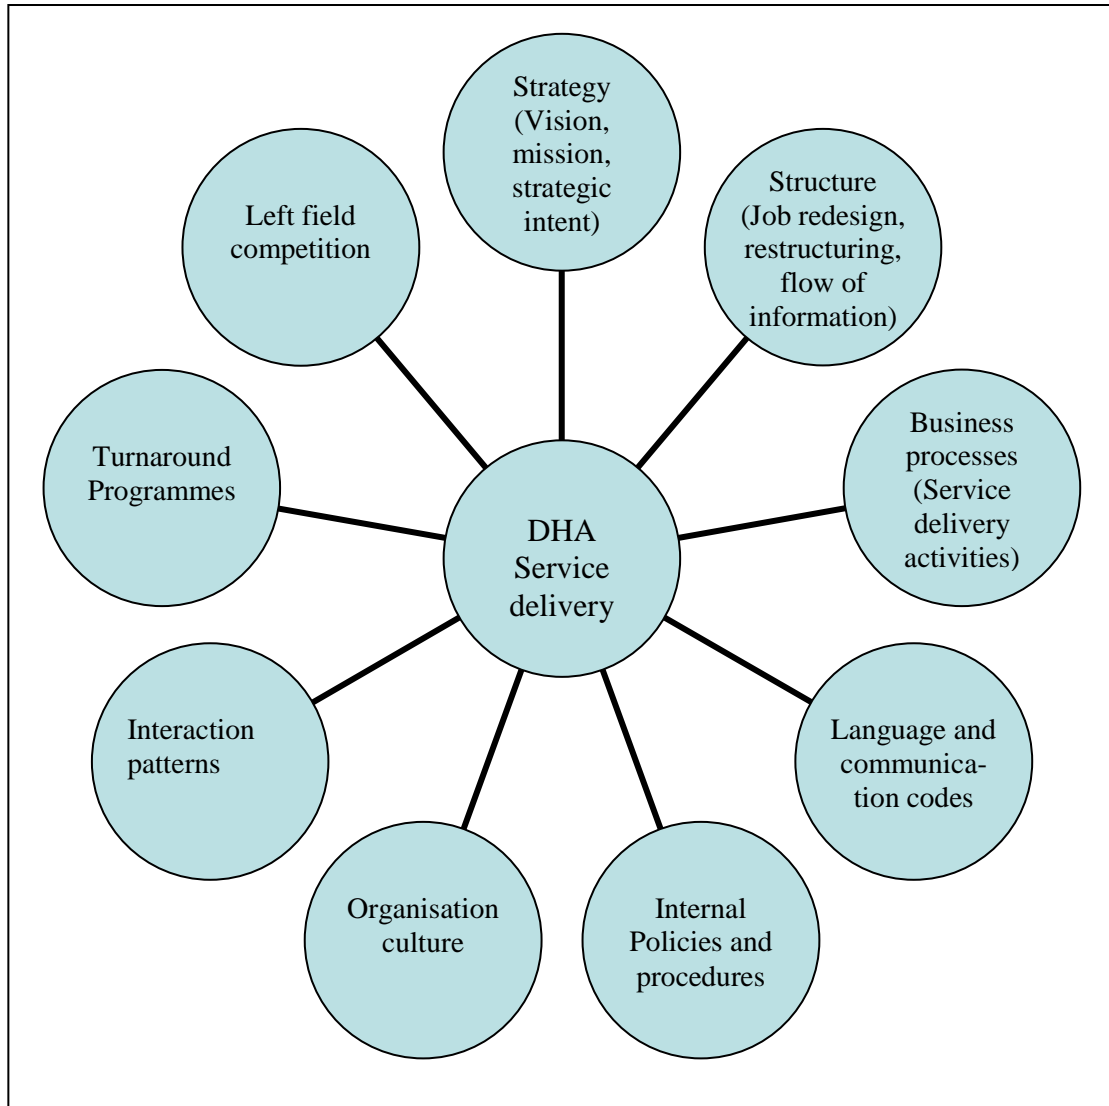 Strategy
(Vision,
mission,
strategic
intent)
Structure
(Job redesign,
restructuring,
flow of
information)
Business
processes
(Service
delivery
activities)
Language and
communica-
tion codes
Internal
Policies and
procedures
Organisation
culture
Interaction
patterns
Turnaround
Programmes
Left field
competition
DHA
Service
delivery